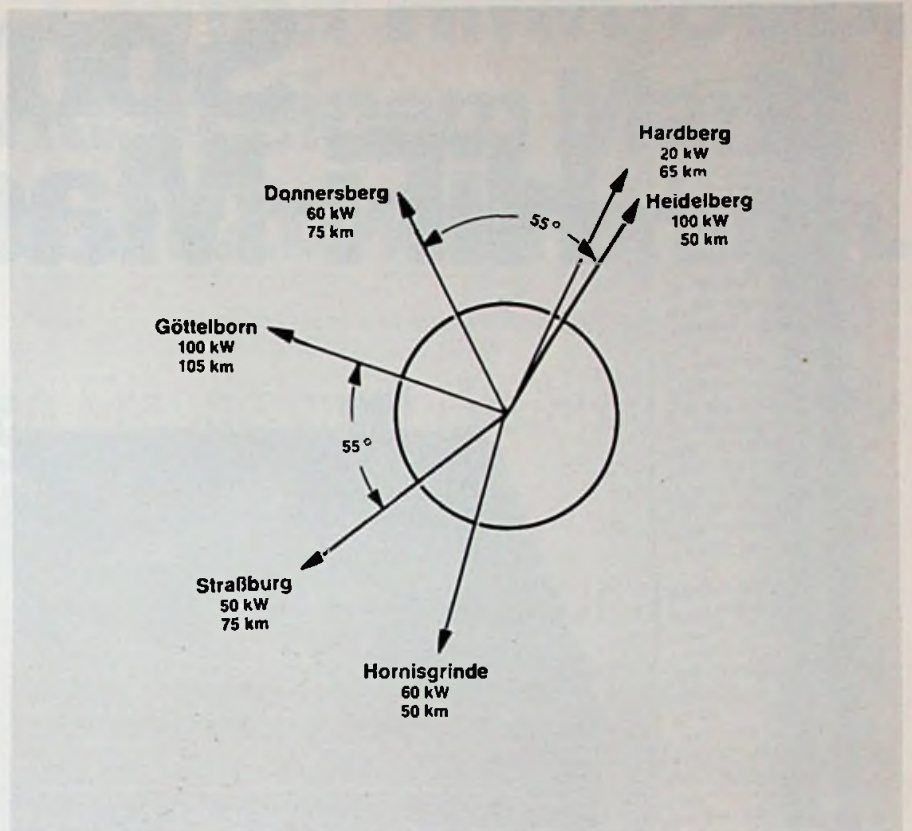 Hardberg
20 kW
65 km
Donnersberg
60 kW
75 km
55°
Heidelberg
100 kW
50 km
Göttelborn
100 kW
105 km
55°
Straßburg
50 kW
75 km
Hornisgrinde
60 kW
50 km